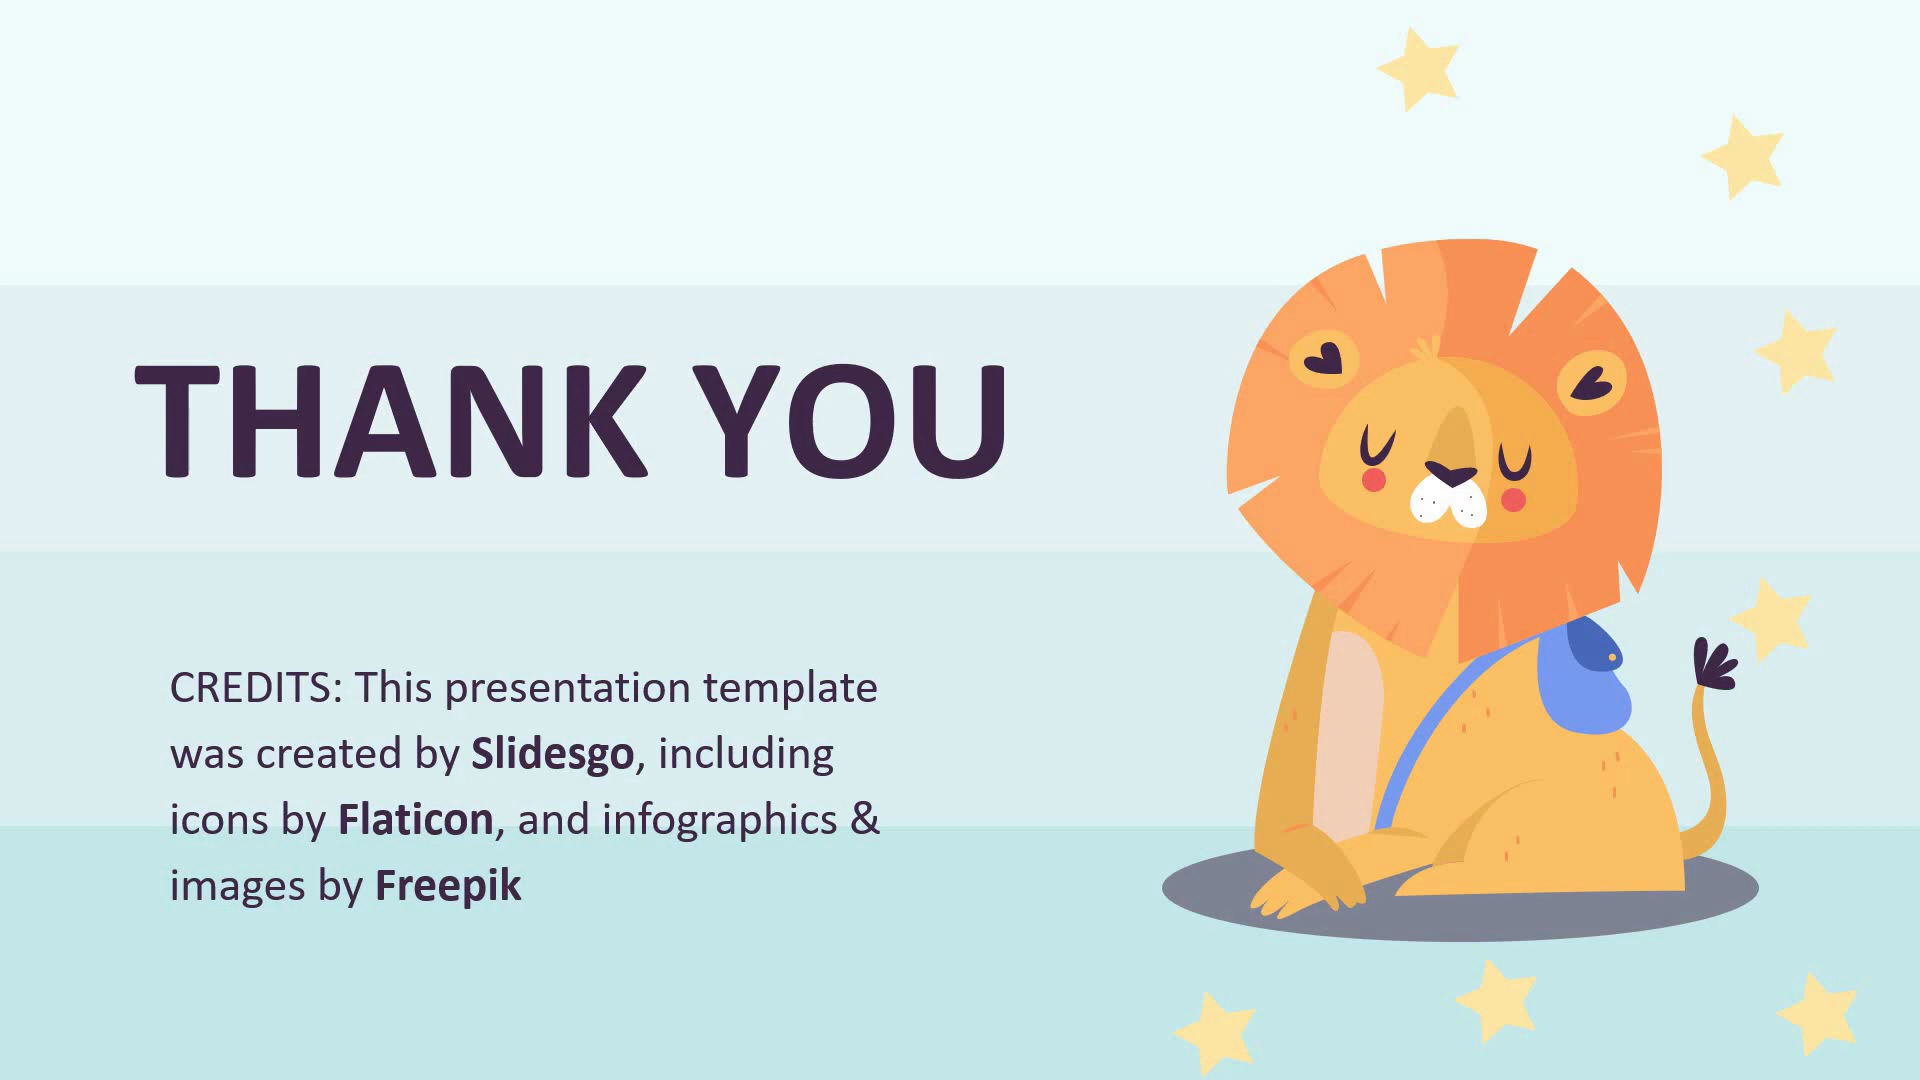 THANK YOU
CREDITS: This presentation template
was created by Slidesgo, including
icons by Flaticon, and infographics &
images by Freepik